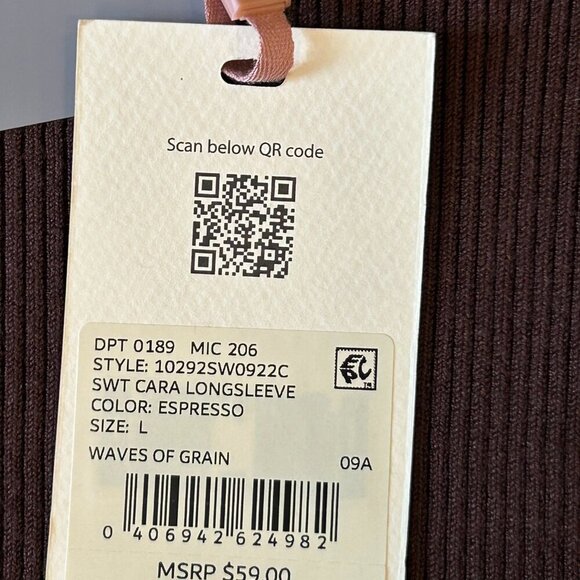 Scan below QR code
DPT 0189 MIC 206
STYLE: 10292SW0922C
SWT CARA LONGSLEEVE
COLOR: ESPRESSO
SIZE: L
WAVES OF GRAIN 09A
0 406942 624982
MSRP $59.00